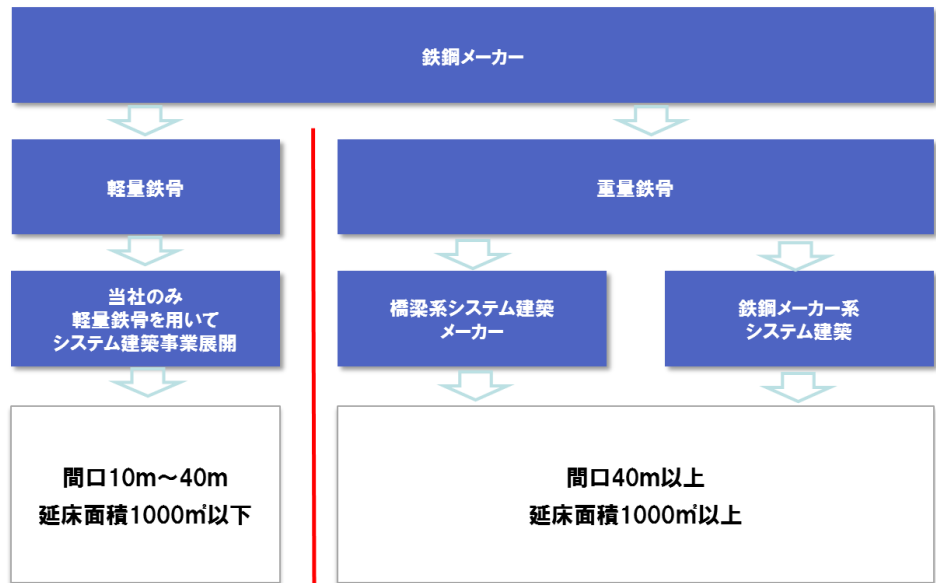 鉄鋼メーカー
軽量鉄骨
重量鉄骨
当社のみ
軽量鉄骨を用いて
システム建築事業展開
橋梁系システム建築
メーカー
鉄鋼メーカー系
システム建築
間口10m～40m
延床面積1000㎡以下
間口40m以上
延床面積1000㎡以上